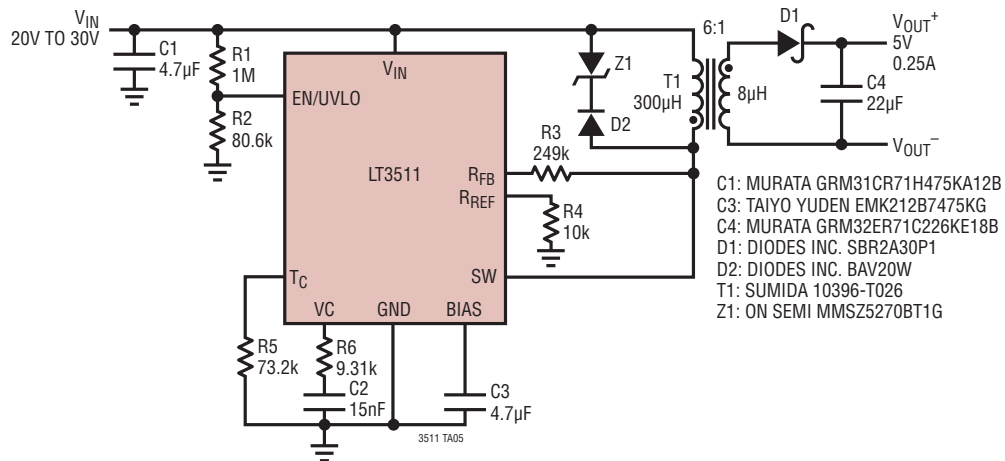 VIN
20V TO 30V
C1
4.7µF
R1
1M
R2
80.6k
EN/UVLO
VIN
LT3511
RFB
RREF
SW
TC
VC
GND
BIAS
Z1
D2
T1
300µH
6:1
8µH
D1
VOUT+
5V
0.25A
C4
22µF
VOUT–
R3
249k
R4
10k
R5
73.2k
R6
9.31k
C2
15nF
C3
4.7µF
3511 TA05
C1: MURATA GRM31CR71H475KA12B
C3: TAIYO YUDEN EMK212B7475KG
C4: MURATA GRM32ER71C226KE18B
D1: DIODES INC. SBR2A30P1
D2: DIODES INC. BAV20W
T1: SUMIDA 10396-T026
Z1: ON SEMI MMSZ5270BT1G